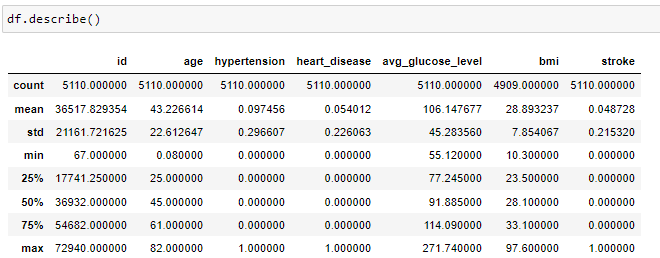 df.describe()
id age hypertension heart_disease avg_glucose_level bmi stroke
count 5110.000000 5110.000000 5110.000000 5110.000000 5110.000000 4909.000000 5110.000000
mean 36517.829354 43.226614 0.097456 0.054012 106.147677 28.893237 0.048728
std 21161.721625 22.612647 0.296607 0.226063 45.283560 7.854067 0.215320
min 67.000000 0.080000 0.000000 0.000000 55.120000 10.300000 0.000000
25% 17741.250000 25.000000 0.000000 0.000000 77.245000 23.500000 0.000000
50% 36932.000000 45.000000 0.000000 0.000000 91.885000 28.100000 0.000000
75% 54682.000000 61.000000 0.000000 0.000000 114.090000 33.100000 0.000000
max 72940.000000 82.000000 1.000000 1.000000 271.740000 97.600000 1.000000